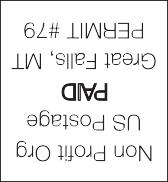 Non Profit Org
US Postage
PAID
Great Falls, MT
PERMIT #79